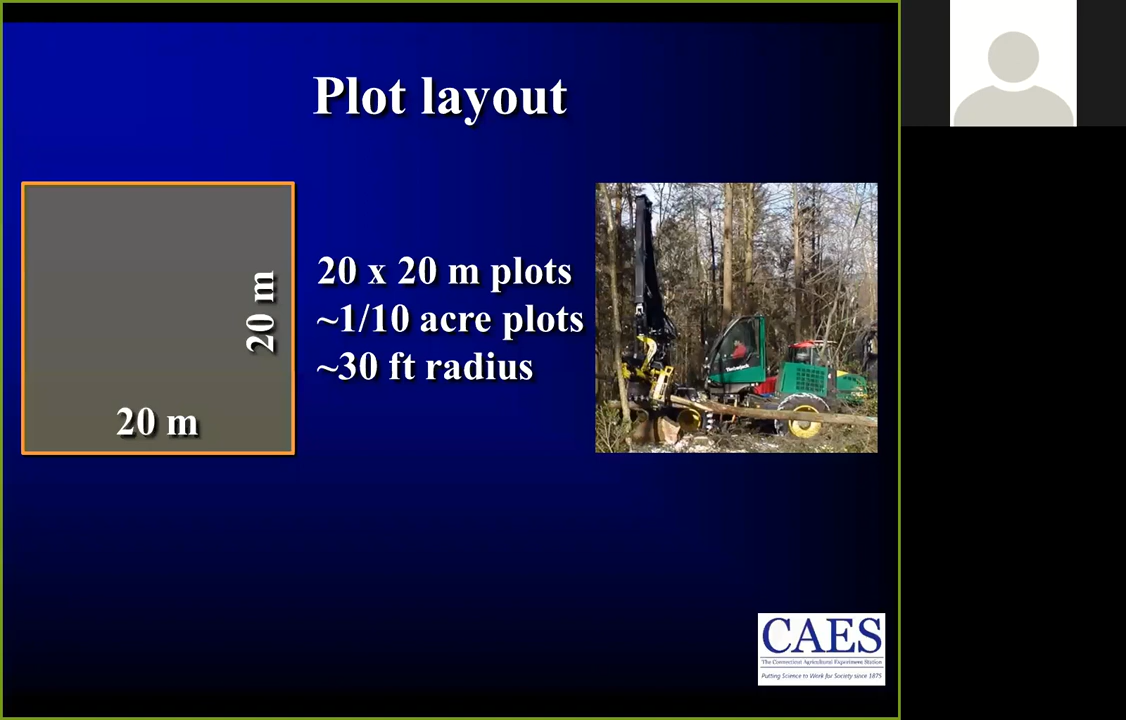 Plot layout
20 m
20 m
20 x 20 m plots
~1/10 acre plots
~30 ft radius
CAES
The Connecticut Agricultural Experiment Station
Putting Science to Work for Society since 1875